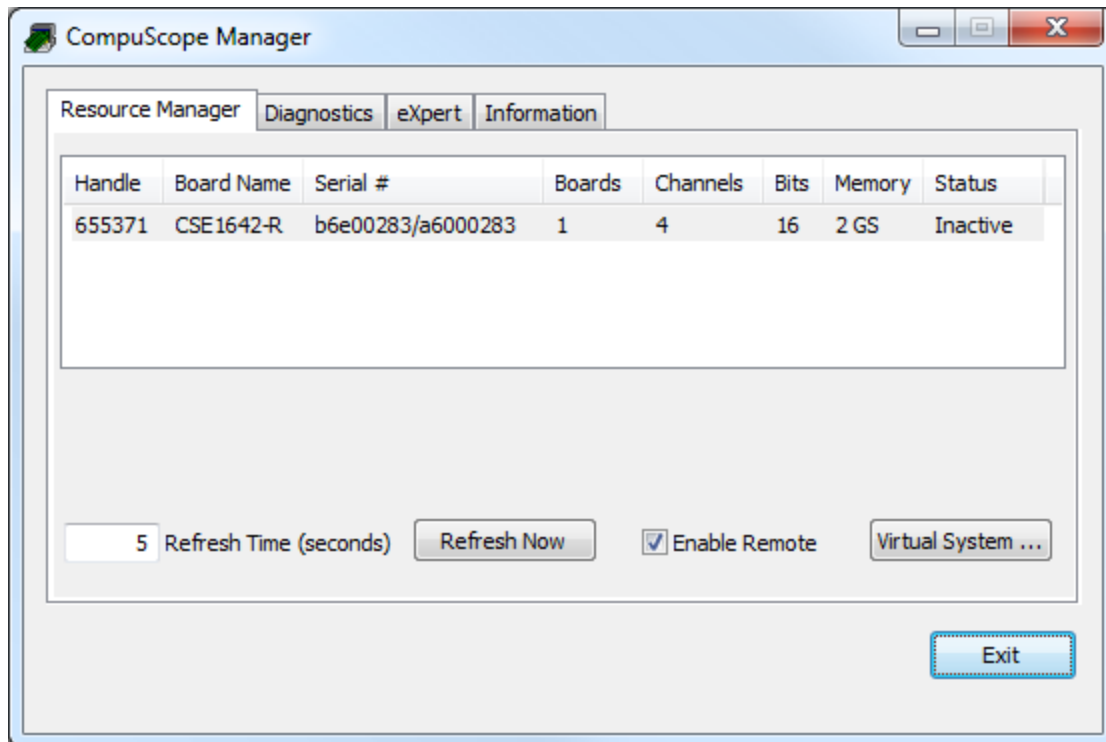 CompuScope Manager
Resource Manager Diagnostics eXpert Information
Handle Board Name Serial # Boards Channels Bits Memory Status
655371 CSE1642-R b6e00283/a6000283 1 4 16 2 GS Inactive
5 Refresh Time (seconds) Refresh Now Enable Remote Virtual System ...
Exit